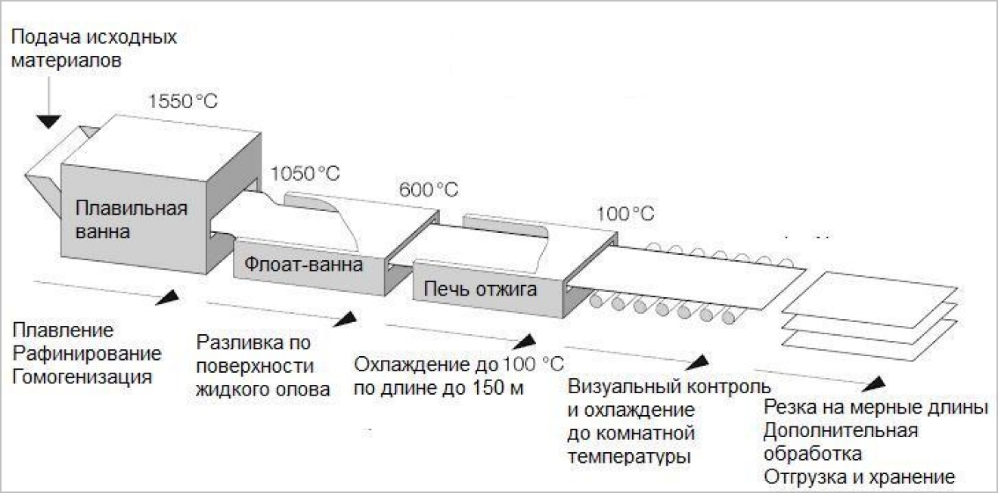 Подача исходных
материалов
1550°C
1050°C
600°C
100°C
Плавильная
ванна
Флоат-ванна
Печь отжига
Плавление
Рафинирование
Гомогенизация
Разливка по
поверхности
жидкого олова
Охлаждение до 100 °C
по длине до 150 м
Визуальный контроль
и охлаждение
до комнатной
температуры
Резка на мерные длины
Дополнительная
обработка
Отгрузка и хранение